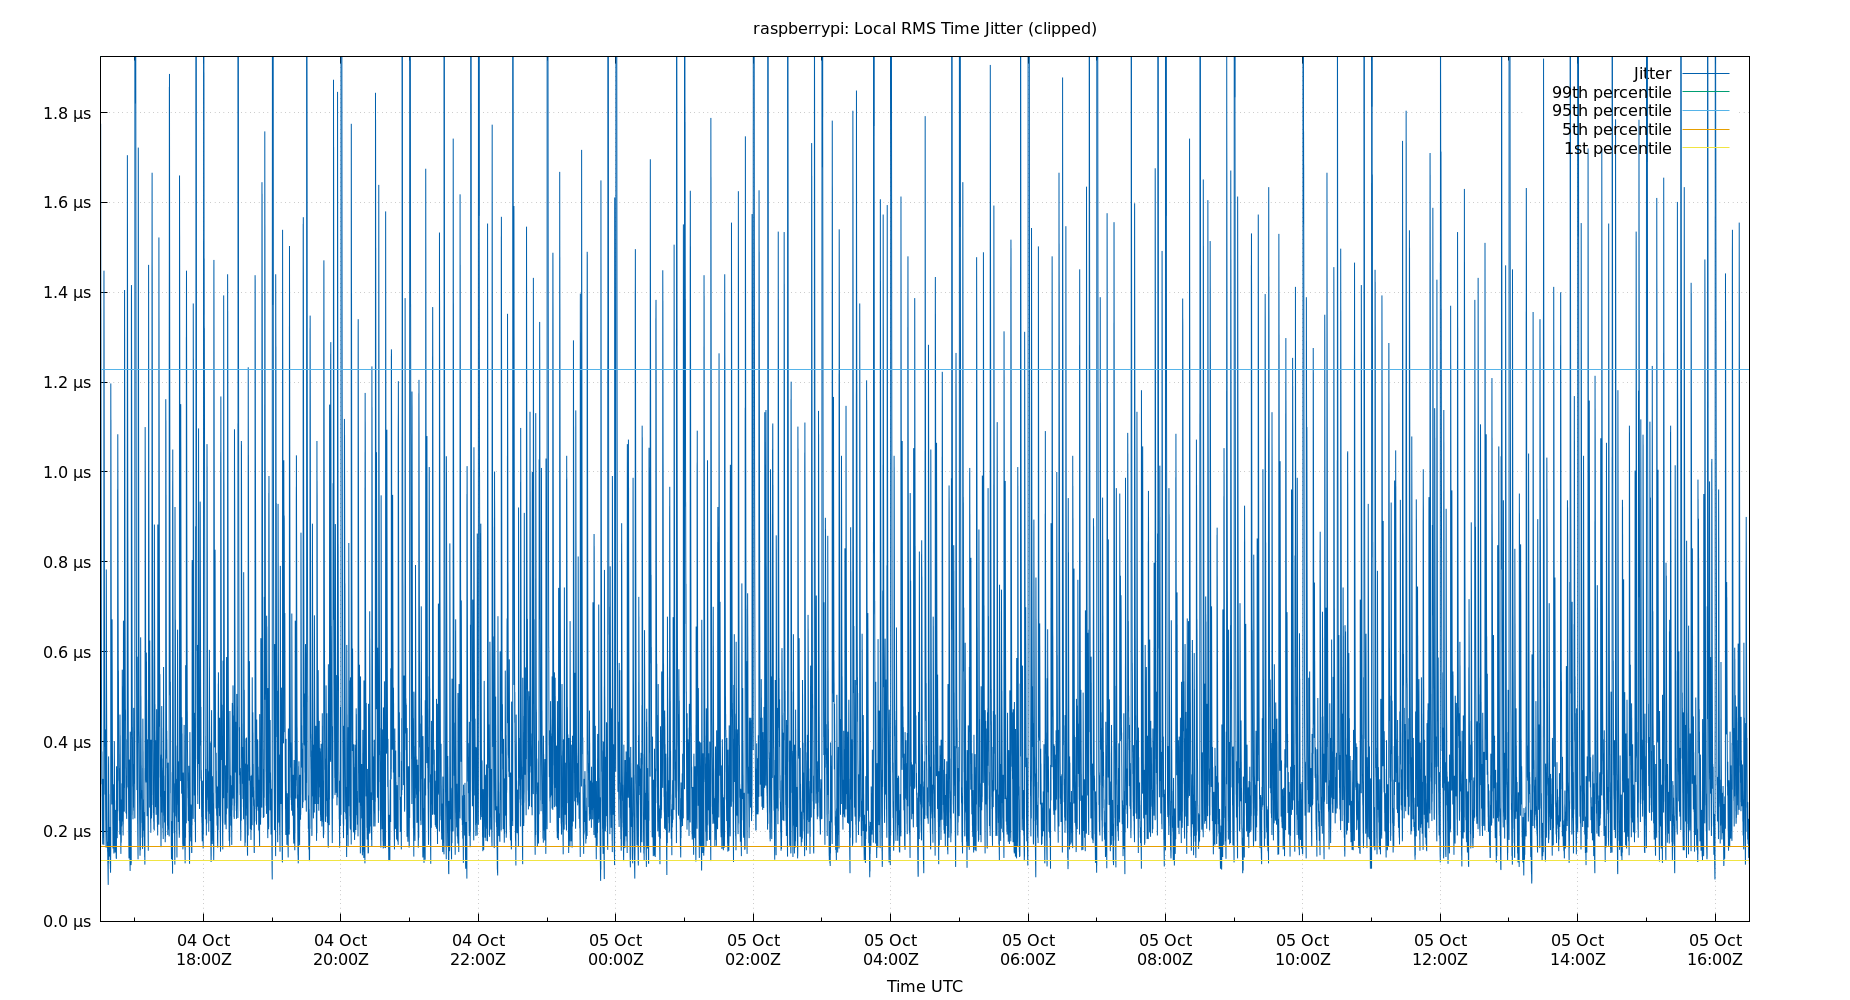 raspberrypi: Local RMS Time Jitter (clipped)
Jitter
99th percentile
95th percentile
5th percentile
1st percentile
1.8 µs
1.6 µs
1.4 µs
1.2 µs
1.0 µs
0.8 µs
0.6 µs
0.4 µs
0.2 µs
0.0 µs
04 Oct 04 Oct 04 Oct 05 Oct 05 Oct 05 Oct 05 Oct 05 Oct 05 Oct 05 Oct 05 Oct 05 Oct
18:00Z 20:00Z 22:00Z 00:00Z 02:00Z 04:00Z 06:00Z 08:00Z 10:00Z 12:00Z 14:00Z 16:00Z
Time UTC